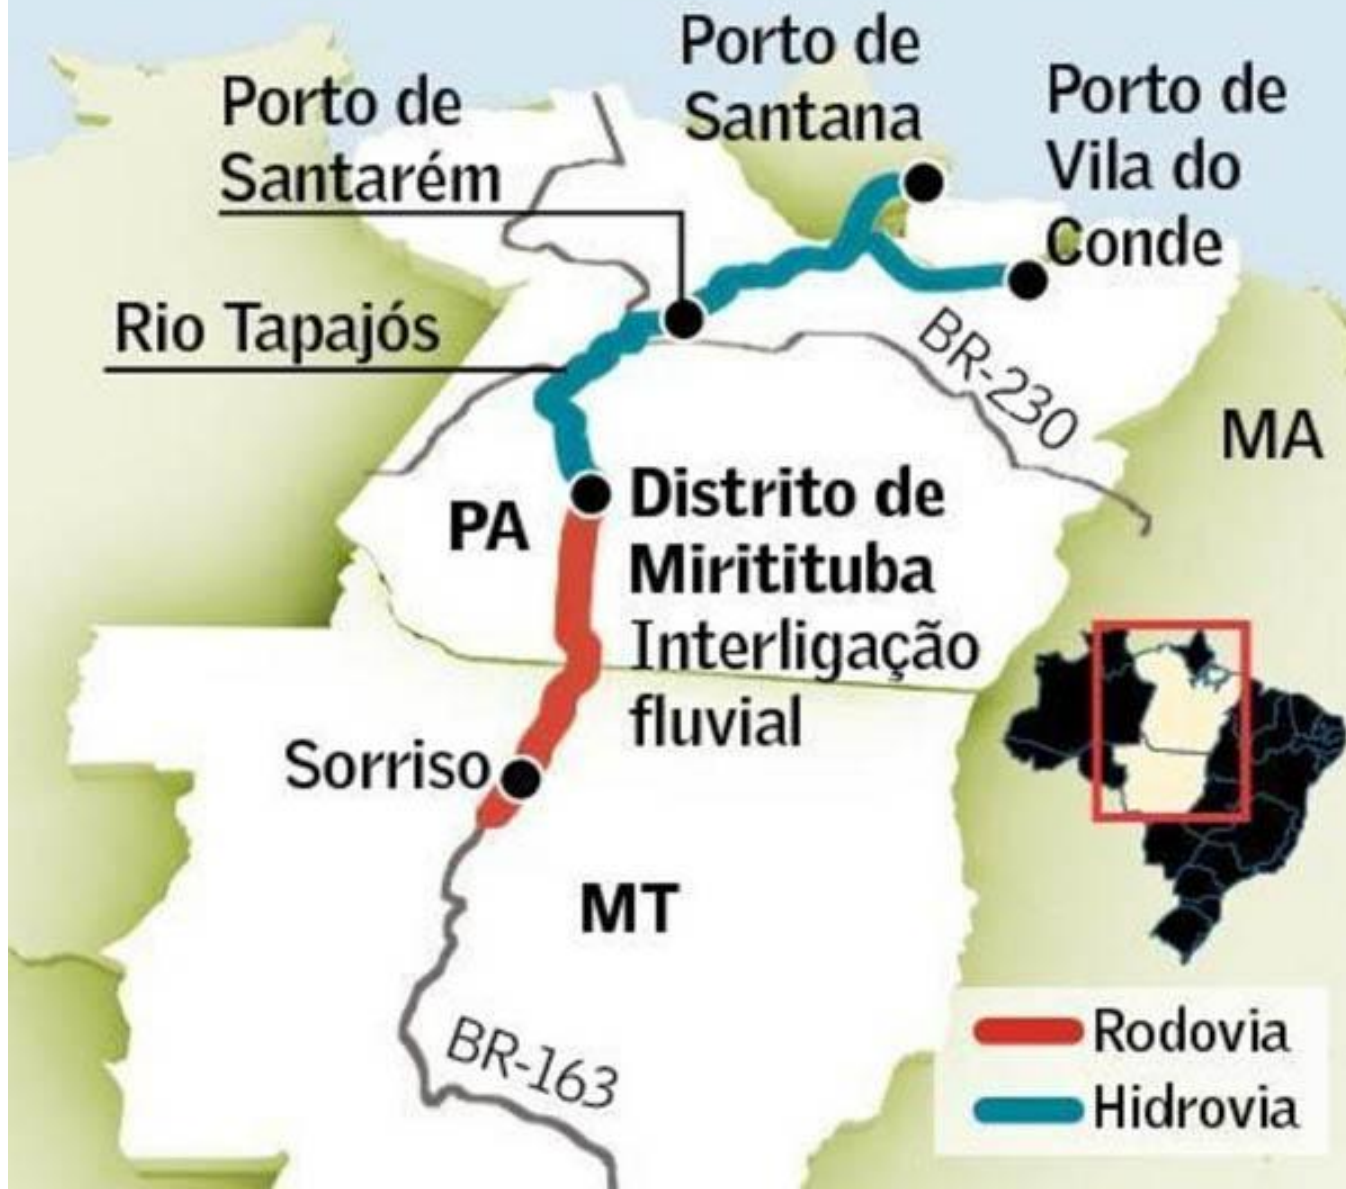 Porto de
Santana
Porto de
Santarém
Porto de
Vila do
Conde
Rio Tapajós
BR-230
MA
PA
Distrito de
Miritituba
Interligação
fluvial
Sorriso
MT
BR-163
Rodovia
Hidrovia